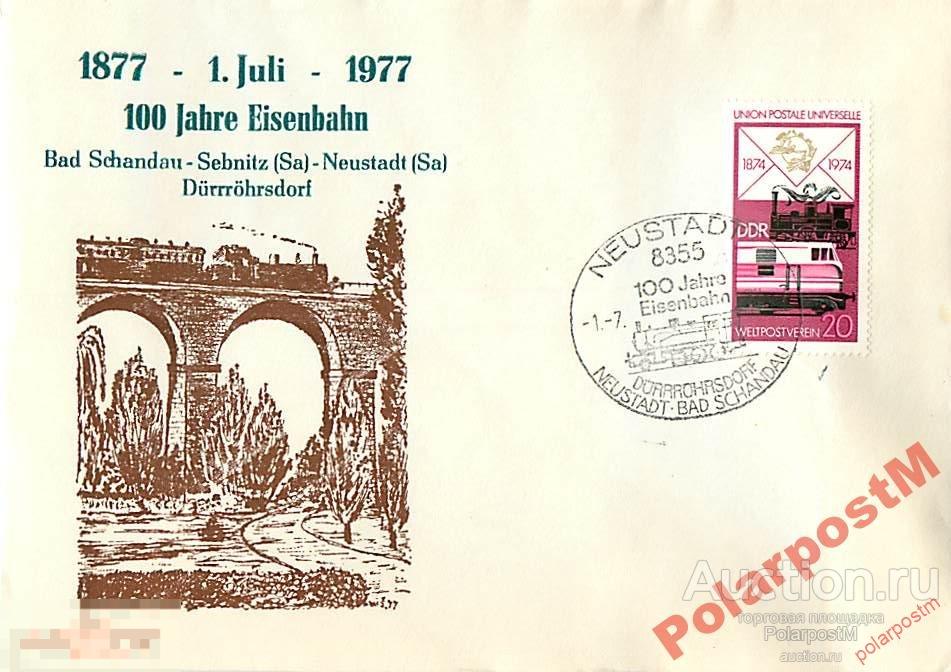 1877 - 1. Juli - 1977
100 Jahre Eisenbahn
Bad Schandau - Sebnitz (Sa) - Neustadt (Sa)
Dürrröhrsdorf
UNION POSTALE UNIVERSELLE
1874 1974
DDR
WELTPOSTVEREIN 20
NEUSTADT
8355
100 Jahre
Eisenbahn
-1.-7.
DÜRRRÖHRSDORF
NEUSTADT · BAD SCHANDAU
PolarpostM
Auction.ru
торговая площадка
PolarpostM
auction.ru
polarpostm